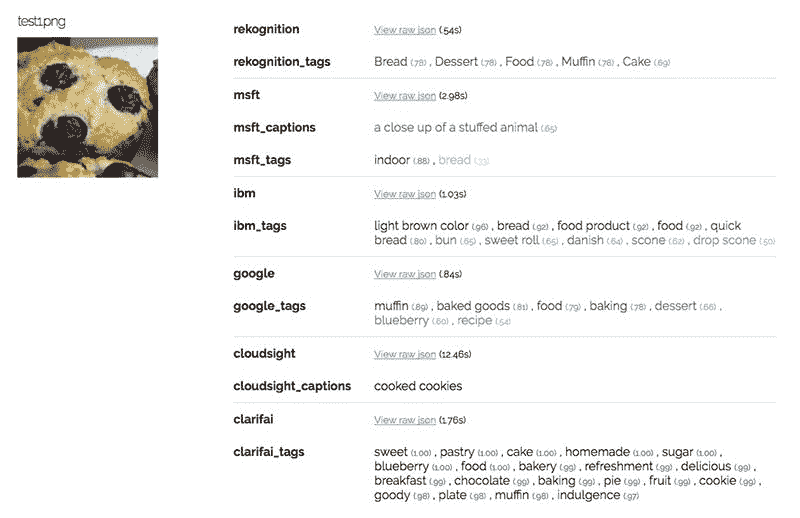 test1.png
rekognition View raw json (.54s)
rekognition_tags Bread (.78) , Dessert (.78) , Food (.78) , Muffin (.78) , Cake (.69)
msft View raw json (2.98s)
msft_captions a close up of a stuffed animal (.65)
msft_tags indoor (.88) , bread (.33)
ibm View raw json (1.03s)
ibm_tags light brown color (.96) , bread (.92) , food product (.92) , food (.92) , quick
bread (.80) , bun (.65) , sweet roll (.65) , danish (.64) , scone (.62) , drop scone (.50)
google View raw json (.84s)
google_tags muffin (.89) , baked goods (.81) , food (.79) , baking (.78) , dessert (.66) ,
blueberry (.60) , recipe (.54)
cloudsight View raw json (12.46s)
cloudsight_captions cooked cookies
clarifai View raw json (1.76s)
clarifai_tags sweet (1.00) , pastry (1.00) , cake (1.00) , homemade (1.00) , sugar (1.00) ,
blueberry (1.00) , food (1.00) , bakery (.99) , refreshment (.99) , delicious (.99) ,
breakfast (.99) , chocolate (.99) , baking (.99) , pie (.99) , fruit (.99) , cookie (.99) ,
goody (.98) , plate (.98) , muffin (.98) , indulgence (.97)